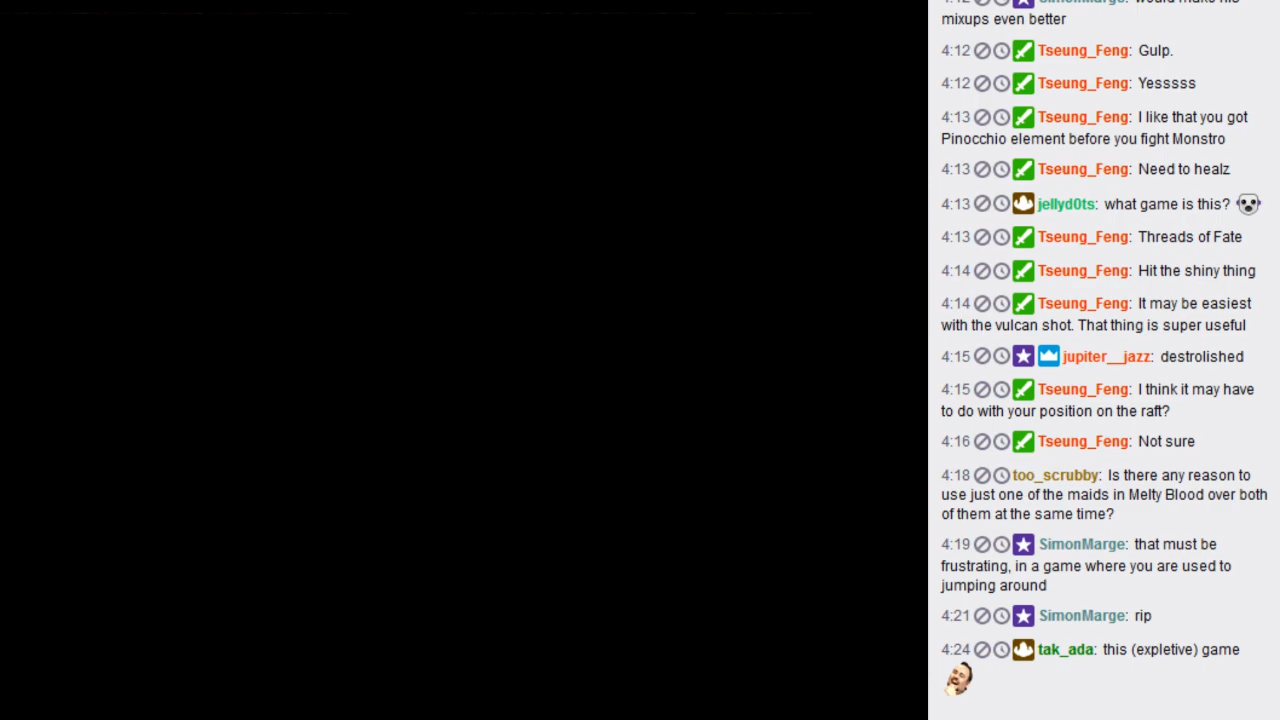 mixups even better
4:12 Tseung_Feng: Gulp.
4:12 Tseung_Feng: Yesssss
4:13 Tseung_Feng: I like that you got
Pinocchio element before you fight Monstro
4:13 Tseung_Feng: Need to healz
4:13 jellyd0ts: what game is this?
4:13 Tseung_Feng: Threads of Fate
4:14 Tseung_Feng: Hit the shiny thing
4:14 Tseung_Feng: It may be easiest
with the vulcan shot. That thing is super useful
4:15 jupiter__jazz: destrolished
4:15 Tseung_Feng: I think it may have
to do with your position on the raft?
4:16 Tseung_Feng: Not sure
4:18 too_scrubby: Is there any reason to
use just one of the maids in Melty Blood over both
of them at the same time?
4:19 SimonMarge: that must be
frustrating, in a game where you are used to
jumping around
4:21 SimonMarge: rip
4:24 tak_ada: this (expletive) game